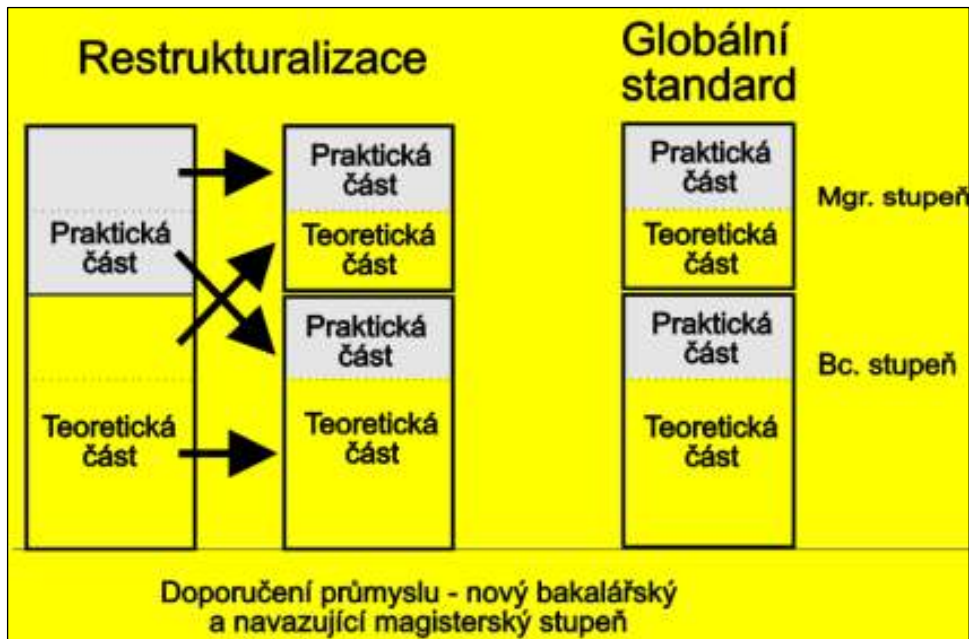 Restrukturalizace
Globální
standard
Praktická
část
Teoretická
část
Praktická
část
Teoretická
část
Praktická
část
Teoretická
část
Praktická
část
Teoretická
část
Praktická
část
Teoretická
část
Mgr. stupeň
Bc. stupeň
Doporučení průmyslu - nový bakalářský
a navazující magisterský stupeň